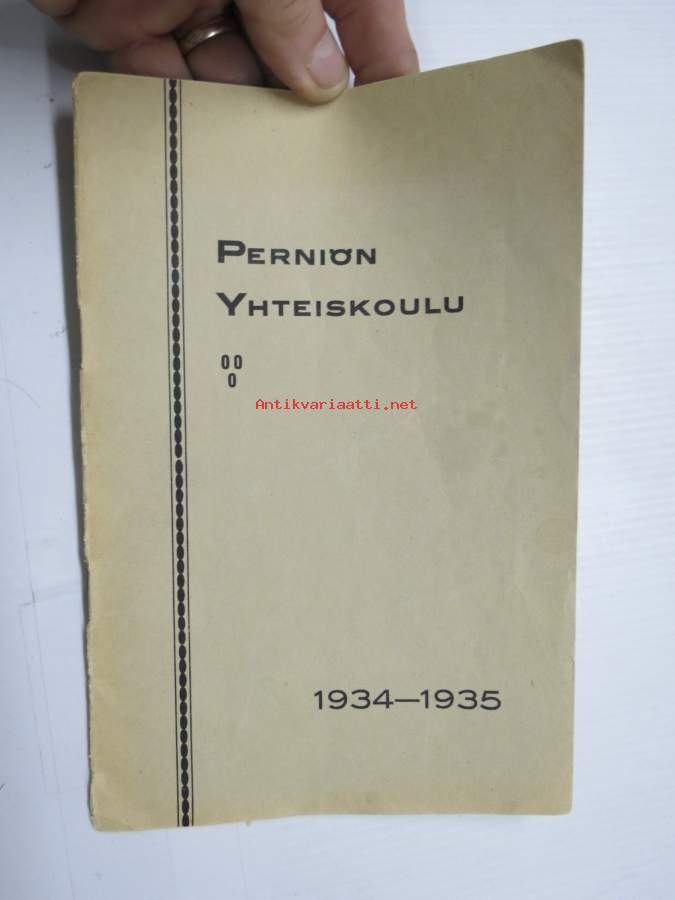 PERNIÖN
YHTEISKOULU
Antikvariaatti.net
1934—1935